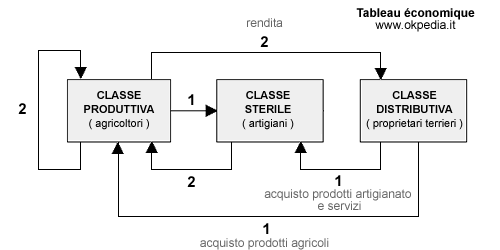 Tableau économique
www.okpedia.it
rendita
2
CLASSE
PRODUTTIVA
( agricoltori )
1
CLASSE
STERILE
( artigiani )
CLASSE
DISTRIBUTIVA
( proprietari terrieri )
2
2
1
acquisto prodotti artigianato
e servizi
1
acquisto prodotti agricoli